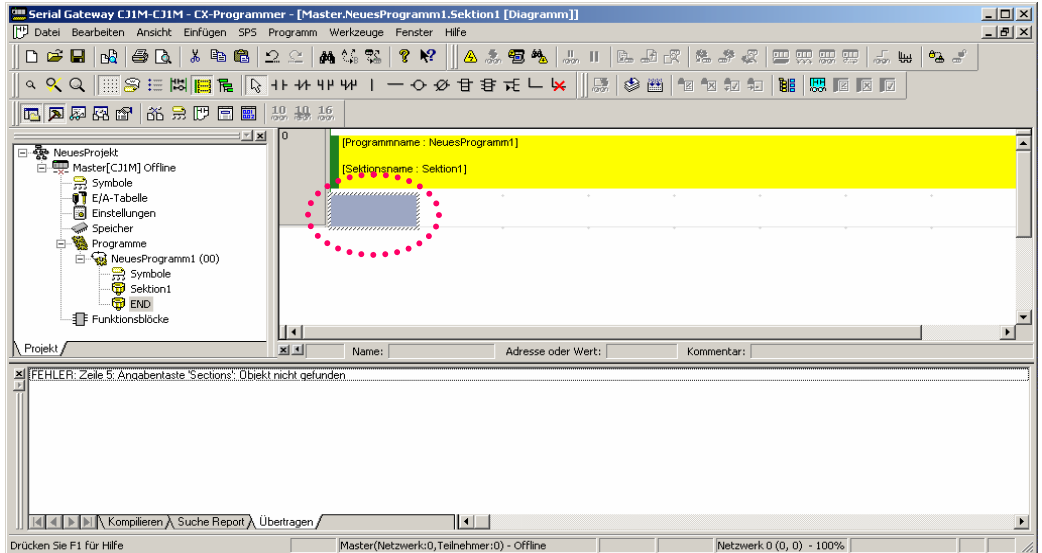 Serial Gateway CJ1M-CJ1M - CX-Programmer - [Master.NeuesProgramm1.Sektion1 [Diagramm]]
Datei Bearbeiten Ansicht Einfügen SPS Programm Werkzeuge Fenster Hilfe
10 10 16
NeuesProjekt
Master[CJ1M] Offline
Symbole
E/A-Tabelle
Einstellungen
Speicher
Programme
NeuesProgramm1 (00)
Symbole
Sektion1
END
Funktionsblöcke
Projekt
0
[Programmname : NeuesProgramm1]
[Sektionsname : Sektion1]
Name: Adresse oder Wert: Kommentar:
FEHLER: Zeile 5: Angabentaste 'Sections': Objekt nicht gefunden
Kompilieren Suche Report Übertragen
Drücken Sie F1 für Hilfe Master(Netzwerk:0,Teilnehmer:0) - Offline Netzwerk 0 (0, 0) - 100%